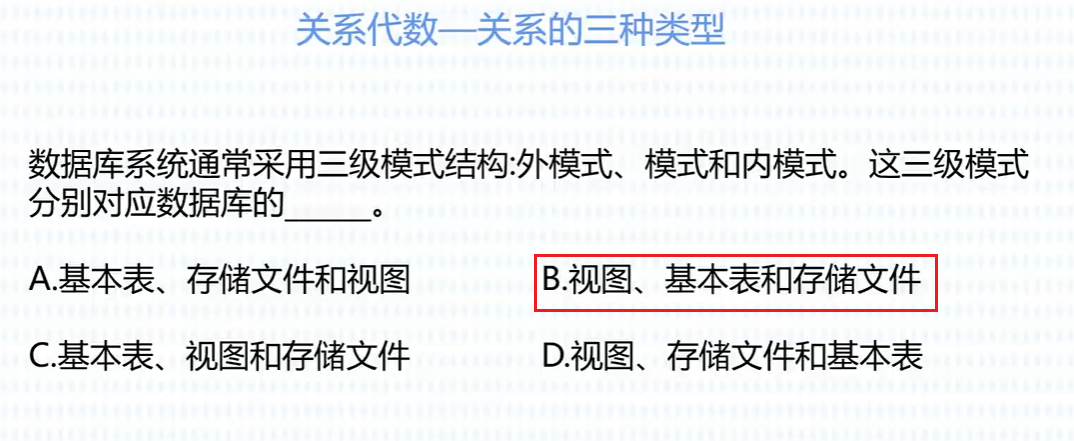 关系代数—关系的三种类型
数据库系统通常采用三级模式结构:外模式、模式和内模式。这三级模式
分别对应数据库的_____。
A.基本表、存储文件和视图
B.视图、基本表和存储文件
C.基本表、视图和存储文件
D.视图、存储文件和基本表